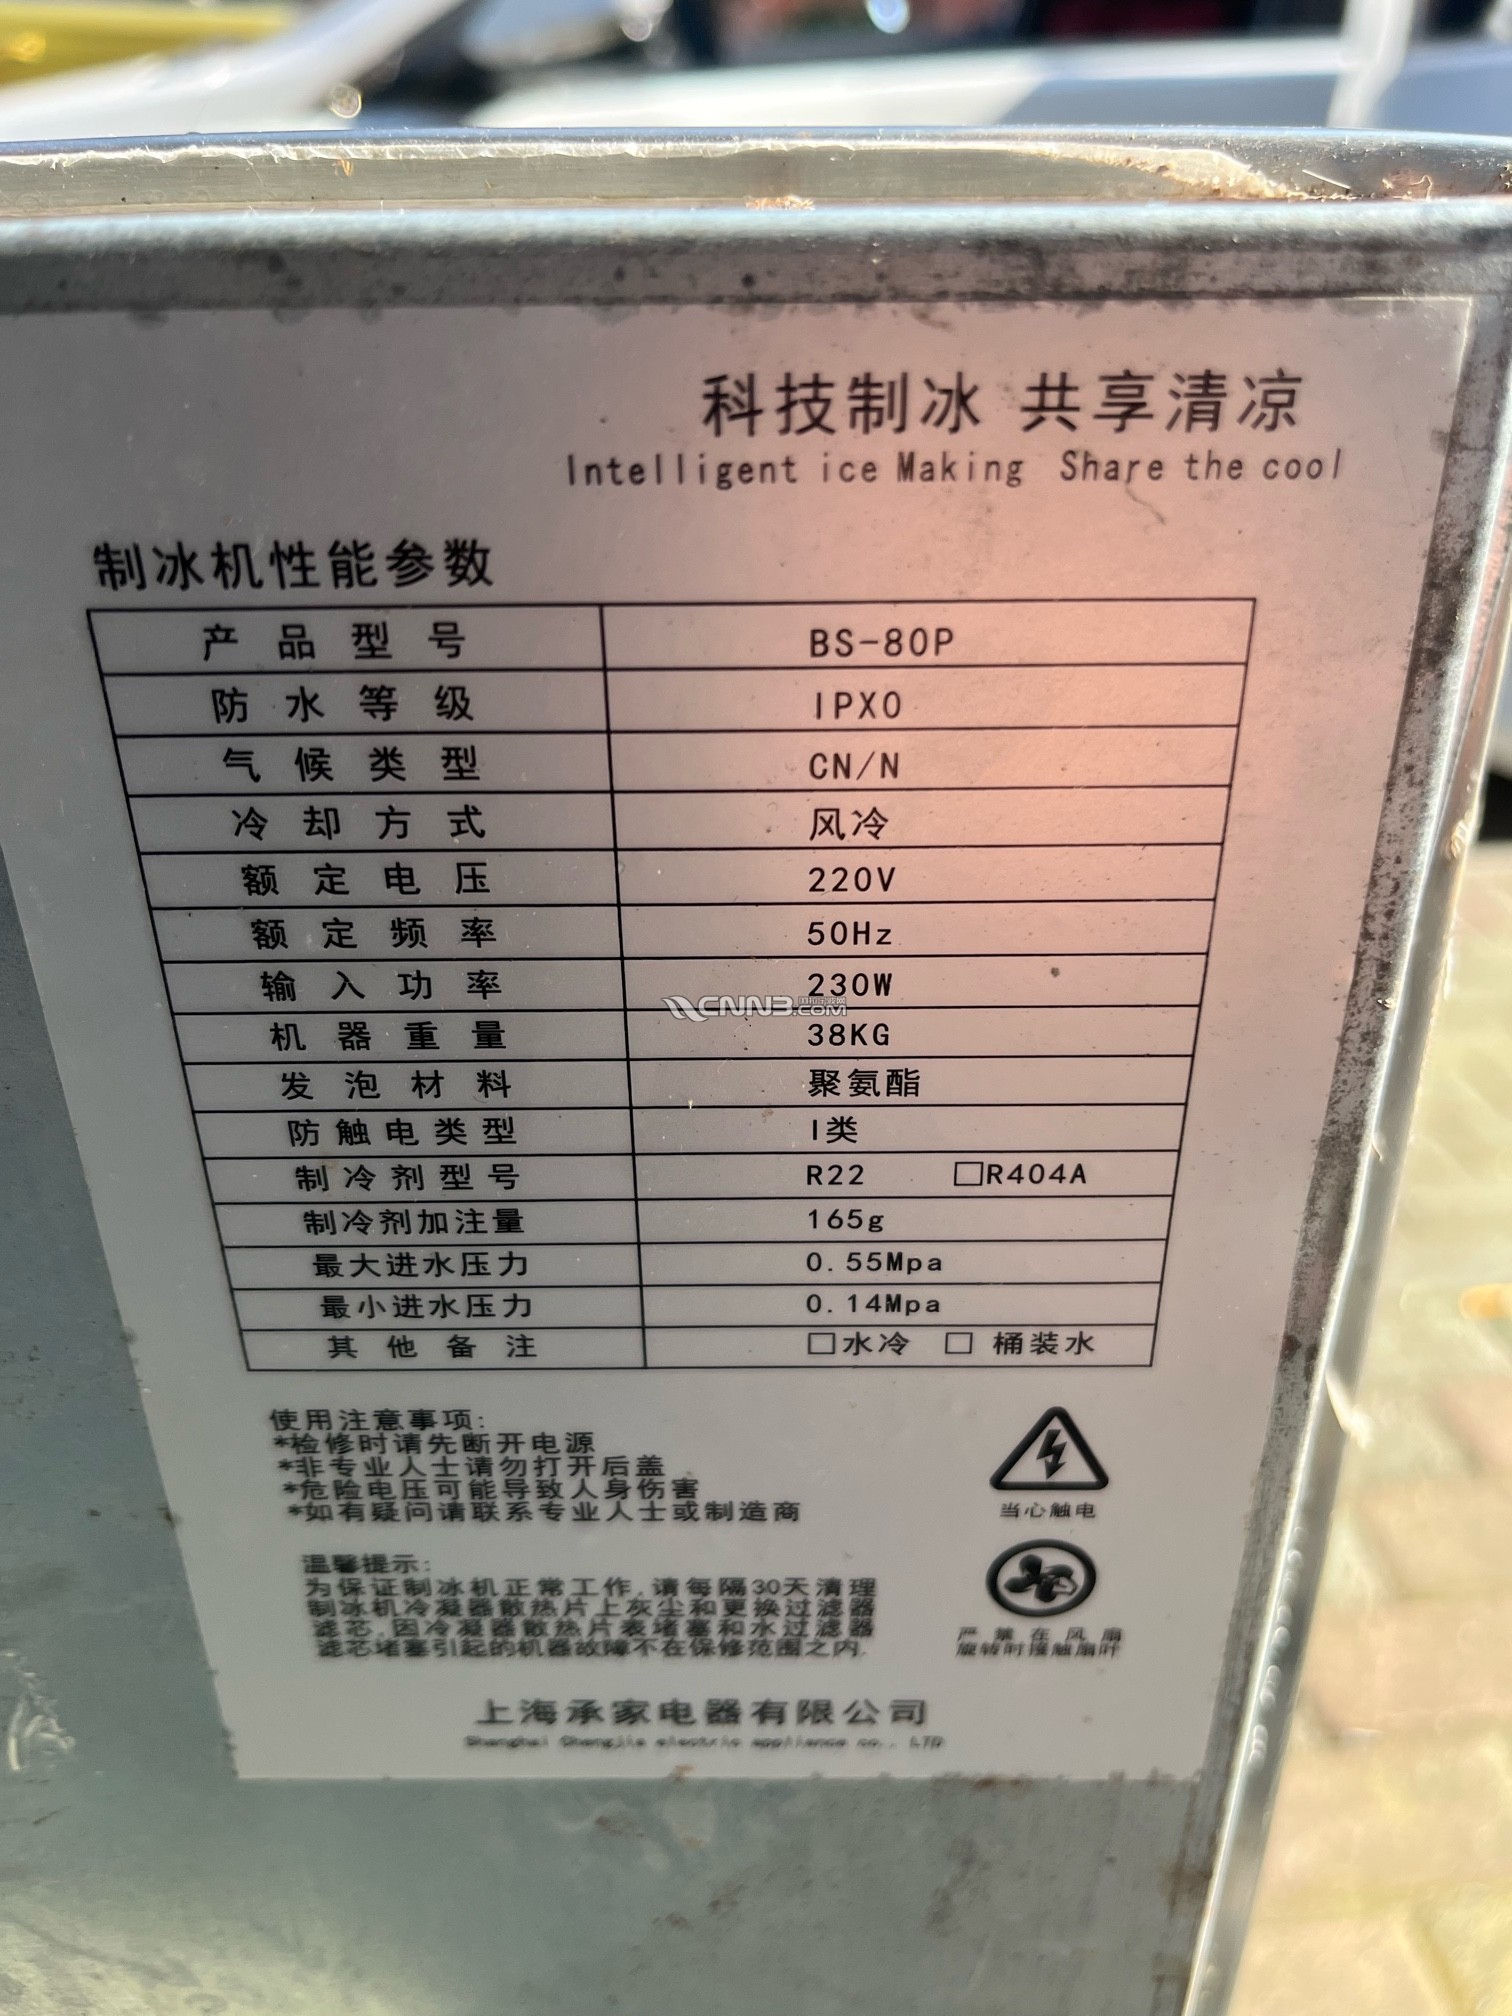 科技制冰 共享清凉
Intelligent ice Making Share the cool
制冰机性能参数
产品型号 BS-80P
防水等级 IPX0
气候类型 CN/N
冷却方式 风冷
额定电压 220V
额定频率 50Hz
输入功率 230W
CNNB.COM
机器重量 38KG
发泡材料 聚氨酯
防触电类型 I类
制冷剂型号 R22 □R404A
制冷剂加注量 165g
最大进水压力 0.55Mpa
最小进水压力 0.14Mpa
其他备注 □水冷 □ 桶装水
使用注意事项:
*检修时请先断开电源
*非专业人士请勿打开后盖
*危险电压可能导致人身伤害
*如有疑问请联系专业人士或制造商
当心触电
温馨提示:
为保证制冰机正常工作,请每隔30天清理
制冰机冷凝器散热片上灰尘和更换过滤器
滤芯,因冷凝器散热片表堵塞和水过滤器
滤芯堵塞引起的机器故障不在保修范围之内.
严禁在风扇
旋转时接触扇叶
上海承家电器有限公司
Shanghai Chengjia electric appliance co., LTD